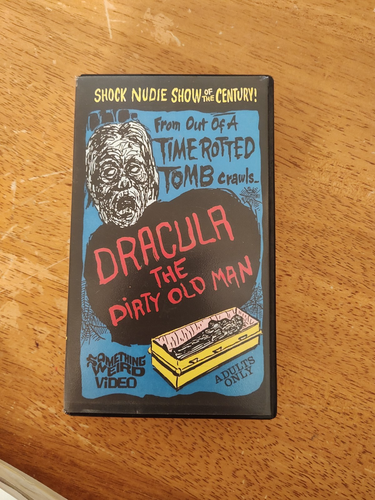 SHOCK NUDIE SHOW OF THE CENTURY!
From Out Of A
TIME ROTTED
TOMB crawls...
DRACULA
THE
DIRTY OLD MAN
SOMETHING
WEIRD
VIDEO
ADULTS
ONLY